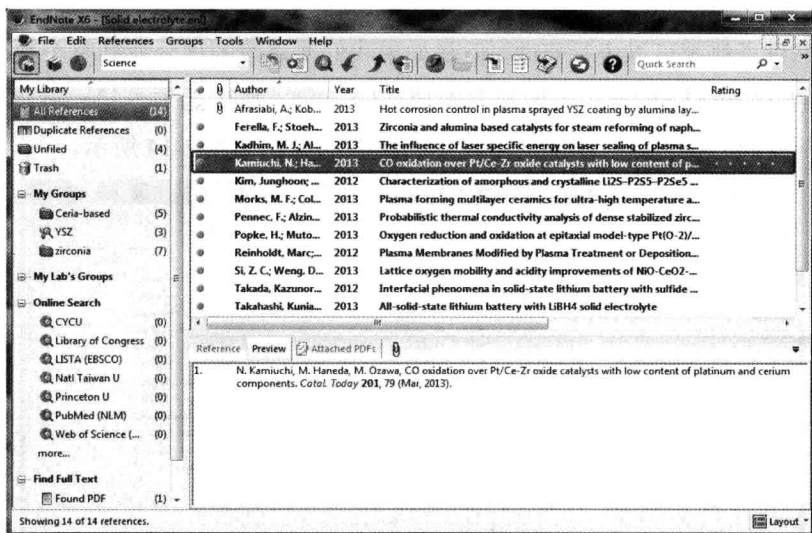 EndNote X6 - [Solid electrolyte.enl]
File Edit References Groups Tools Window Help
Science
Quick Search
My Library
All References (14)
Duplicate References (0)
Unfiled (4)
Trash (1)
My Groups
Ceria-based (5)
YSZ (3)
zirconia (7)
My Lab's Groups
Online Search
CYCU (0)
Library of Congress (0)
LISTA (EBSCO) (0)
Natl Taiwan U (0)
Princeton U (0)
PubMed (NLM) (0)
Web of Science (... (0)
more...
Find Full Text
Found PDF (1)
Author Year Title Rating
Afrasiabi, A.; Kob... 2013 Hot corrosion control in plasma sprayed YSZ coating by alumina lay...
Ferella, F.; Stoeh... 2013 Zirconia and alumina based catalysts for steam reforming of naph...
Kadhim, M. J.; Al... 2013 The influence of laser specific energy on laser sealing of plasma s...
Kamiuchi, N.; Ha... 2013 CO oxidation over Pt/Ce-Zr oxide catalysts with low content of p...
Kim, Junghoon; ... 2012 Characterization of amorphous and crystalline Li2S–P2S5–P2Se5 ...
Morks, M. F.; Col... 2013 Plasma forming multilayer ceramics for ultra-high temperature a...
Pennec, F.; Alzin... 2013 Probabilistic thermal conductivity analysis of dense stabilized zirc...
Popke, H.; Muto... 2013 Oxygen reduction and oxidation at epitaxial model-type Pt(O-2)/...
Reinholdt, Marc;... 2012 Plasma Membranes Modified by Plasma Treatment or Deposition...
Si, Z. C.; Weng, D... 2013 Lattice oxygen mobility and acidity improvements of NiO-CeO2-...
Takada, Kazunor... 2012 Interfacial phenomena in solid-state lithium battery with sulfide ...
Takahashi, Kunia... 2013 All-solid-state lithium battery with LiBH4 solid electrolyte
Reference Preview Attached PDFs
1. N. Kamiuchi, M. Haneda, M. Ozawa, CO oxidation over Pt/Ce-Zr oxide catalysts with low content of platinum and cerium
components. Catal. Today 201, 79 (Mar, 2013).
Showing 14 of 14 references.
Layout